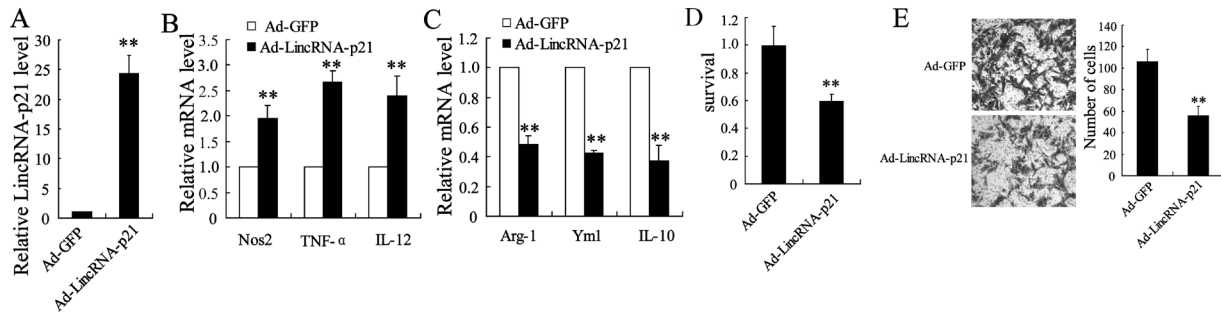 A
Relative LincRNA-p21 level
30
25
20
15
10
5
0
**
Ad-GFP
Ad-LincRNA-p21
B
Ad-GFP
Ad-LincRNA-p21
Relative mRNA level
3.5
3.0
2.5
2.0
1.5
1.0
0.5
0
**
**
**
Nos2
TNF-α
IL-12
C
Ad-GFP
Ad-LincRNA-p21
Relative mRNA level
1.2
1.0
0.8
0.6
0.4
0.2
0
**
**
**
Arg-1
Ym1
IL-10
D
survival
1.2
1.0
0.8
0.6
0.4
0.2
0
**
Ad-GFP
Ad-LincRNA-p21
E
Ad-GFP
Ad-LincRNA-p21
Number of cells
140
120
100
80
60
40
20
0
**
Ad-GFP
Ad-LincRNA-p21